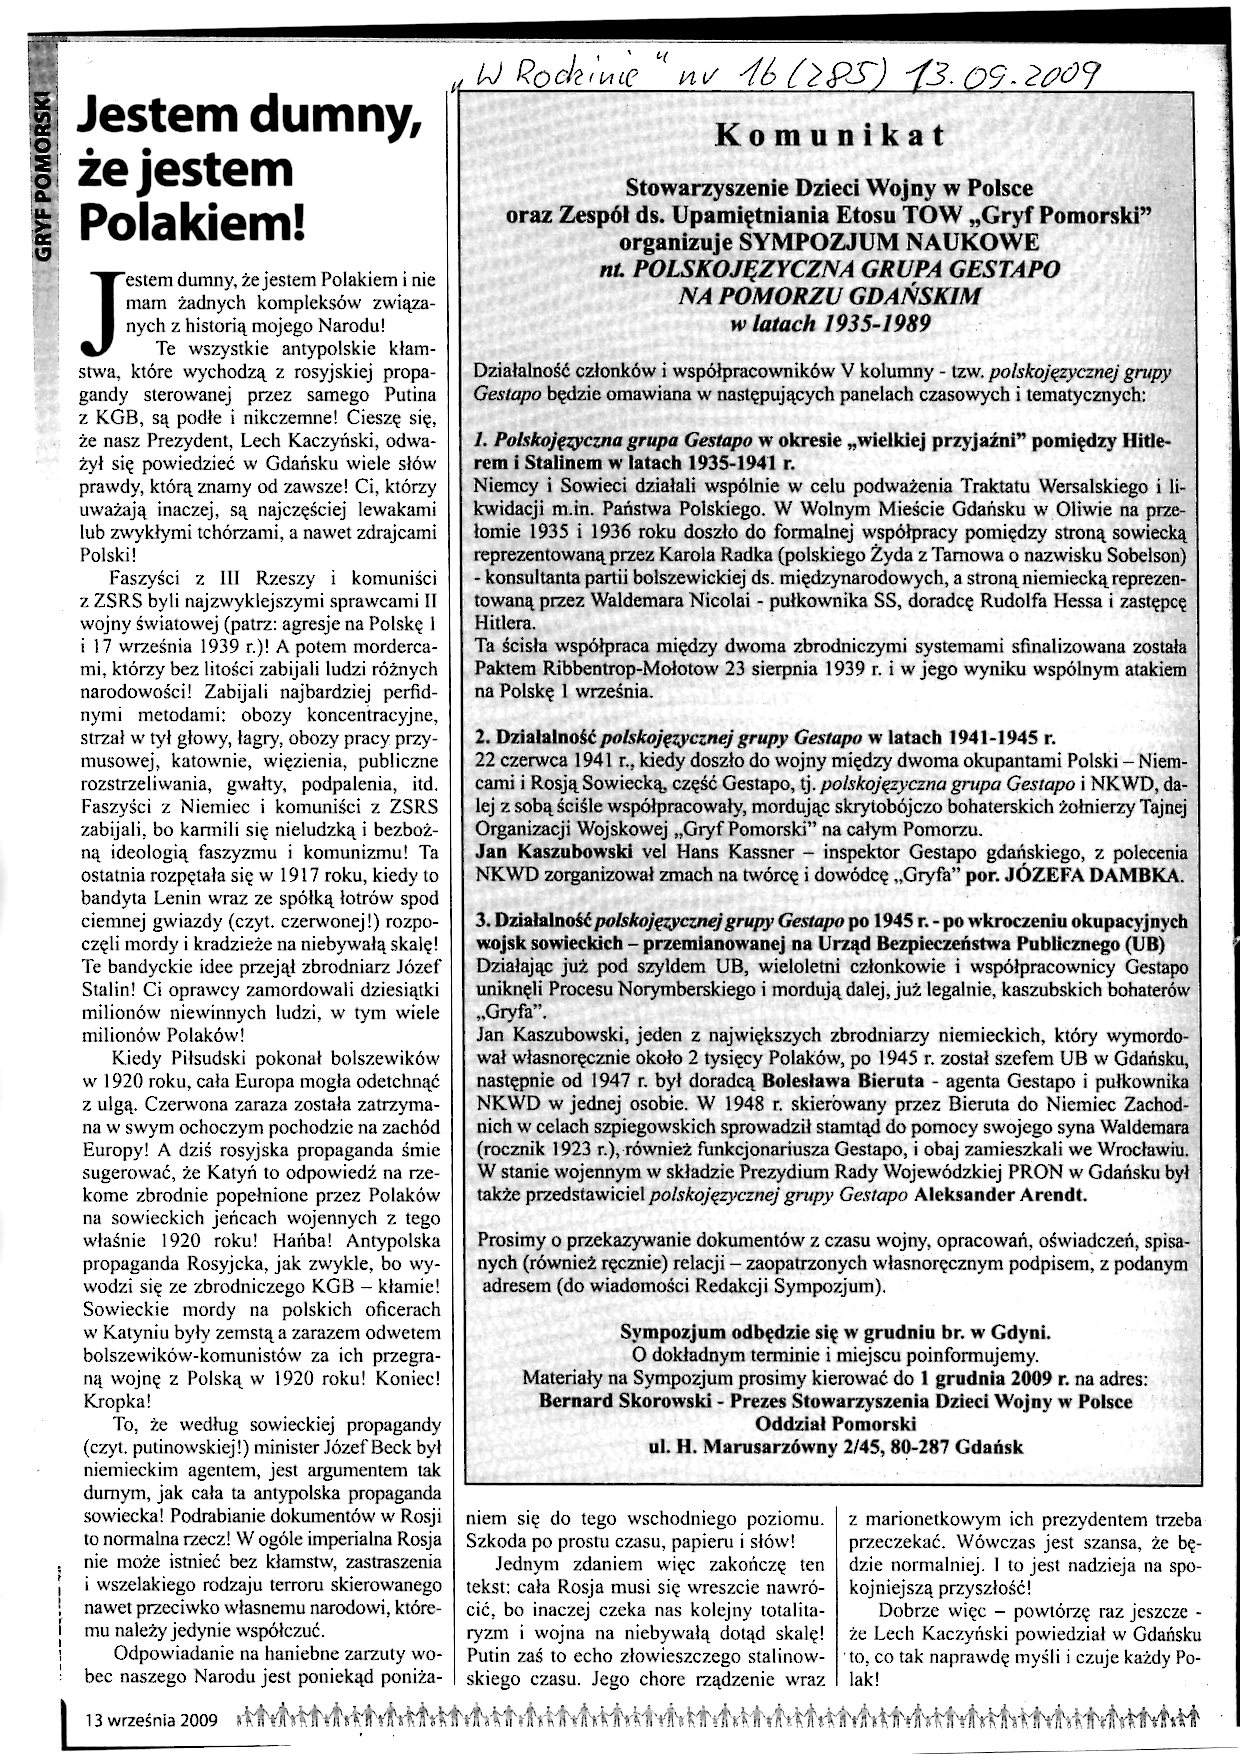 „W Rodzinie" nr 16 (285) 13.09.2009
GRYF POMORSKI
Jestem dumny,
że jestem
Polakiem!
Jestem dumny, że jestem Polakiem i nie
mam żadnych kompleksów związa-
nych z historią mojego Narodu!
Te wszystkie antypolskie kłam-
stwa, które wychodzą z rosyjskiej propa-
gandy sterowanej przez samego Putina
z KGB, są podłe i nikczemne! Cieszę się,
że nasz Prezydent, Lech Kaczyński, odwa-
żył się powiedzieć w Gdańsku wiele słów
prawdy, którą znamy od zawsze! Ci, którzy
uważają inaczej, są najczęściej lewakami
lub zwykłymi tchórzami, a nawet zdrajcami
Polski!
Faszyści z III Rzeszy i komuniści
z ZSRS byli najzwyklejszymi sprawcami II
wojny światowej (patrz: agresje na Polskę 1
i 17 września 1939 r.)! A potem morderca-
mi, którzy bez litości zabijali ludzi różnych
narodowości! Zabijali najbardziej perfid-
nymi metodami: obozy koncentracyjne,
strzał w tył głowy, łagry, obozy pracy przy-
musowej, katownie, więzienia, publiczne
rozstrzeliwania, gwałty, podpalenia, itd.
Faszyści z Niemiec i komuniści z ZSRS
zabijali, bo karmili się nieludzką i bezboż-
ną ideologią faszyzmu i komunizmu! Ta
ostatnia rozpętała się w 1917 roku, kiedy to
bandyta Lenin wraz ze spółką łotrów spod
ciemnej gwiazdy (czyt. czerwonej!) rozpo-
częli mordy i kradzieże na niebywałą skalę!
Te bandyckie idee przejął zbrodniarz Józef
Stalin! Ci oprawcy zamordowali dziesiątki
milionów niewinnych ludzi, w tym wiele
milionów Polaków!
Kiedy Piłsudski pokonał bolszewików
w 1920 roku, cała Europa mogła odetchnąć
z ulgą. Czerwona zaraza została zatrzyma-
na w swym ochoczym pochodzie na zachód
Europy! A dziś rosyjska propaganda śmie
sugerować, że Katyń to odpowiedź na rze-
kome zbrodnie popełnione przez Polaków
na sowieckich jeńcach wojennych z tego
właśnie 1920 roku! Hańba! Antypolska
propaganda Rosyjcka, jak zwykle, bo wy-
wodzi się ze zbrodniczego KGB – kłamie!
Sowieckie mordy na polskich oficerach
w Katyniu były zemstą a zarazem odwetem
bolszewików-komunistów za ich przegra-
ną wojnę z Polską w 1920 roku! Koniec!
Kropka!
To, że według sowieckiej propagandy
(czyt. putinowskiej!) minister Józef Beck był
niemieckim agentem, jest argumentem tak
durnym, jak cała ta antypolska propaganda
sowiecka! Podrabianie dokumentów w Rosji
to normalna rzecz! W ogóle imperialna Rosja
nie może istnieć bez kłamstw, zastraszenia
i wszelakiego rodzaju terroru skierowanego
nawet przeciwko własnemu narodowi, które-
mu należy jedynie współczuć.
Odpowiadanie na haniebne zarzuty wo-
bec naszego Narodu jest poniekąd poniża-
Komunikat
Stowarzyszenie Dzieci Wojny w Polsce
oraz Zespół ds. Upamiętniania Etosu TOW „Gryf Pomorski”
organizuje SYMPOZJUM NAUKOWE
nt. POLSKOJĘZYCZNA GRUPA GESTAPO
NA POMORZU GDAŃSKIM
w latach 1935-1989
Działalność członków i współpracowników V kolumny - tzw. polskojęzycznej grupy
Gestapo będzie omawiana w następujących panelach czasowych i tematycznych:
1. Polskojęzyczna grupa Gestapo w okresie „wielkiej przyjaźni” pomiędzy Hitle-
rem i Stalinem w latach 1935-1941 r.
Niemcy i Sowieci działali wspólnie w celu podważenia Traktatu Wersalskiego i li-
kwidacji m.in. Państwa Polskiego. W Wolnym Mieście Gdańsku w Oliwie na prze-
łomie 1935 i 1936 roku doszło do formalnej współpracy pomiędzy stroną sowiecką
reprezentowaną przez Karola Radka (polskiego Żyda z Tarnowa o nazwisku Sobelson)
- konsultanta partii bolszewickiej ds. międzynarodowych, a stroną niemiecką reprezen-
towaną przez Waldemara Nicolai - pułkownika SS, doradcę Rudolfa Hessa i zastępcę
Hitlera.
Ta ścisła współpraca między dwoma zbrodniczymi systemami sfinalizowana została
Paktem Ribbentrop-Mołotow 23 sierpnia 1939 r. i w jego wyniku wspólnym atakiem
na Polskę 1 września.
2. Działalność polskojęzycznej grupy Gestapo w latach 1941-1945 r.
22 czerwca 1941 r., kiedy doszło do wojny między dwoma okupantami Polski – Niem-
cami i Rosją Sowiecką, część Gestapo, tj. polskojęzyczna grupa Gestapo i NKWD, da-
lej z sobą ściśle współpracowały, mordując skrytobójczo bohaterskich żołnierzy Tajnej
Organizacji Wojskowej „Gryf Pomorski” na całym Pomorzu.
Jan Kaszubowski vel Hans Kassner – inspektor Gestapo gdańskiego, z polecenia
NKWD zorganizował zmach na twórcę i dowódcę „Gryfa” por. JÓZEFA DAMBKA.
3. Działalność polskojęzycznej grupy Gestapo po 1945 r. - po wkroczeniu okupacyjnych
wojsk sowieckich – przemianowanej na Urząd Bezpieczeństwa Publicznego (UB)
Działając już pod szyldem UB, wieloletni członkowie i współpracownicy Gestapo
uniknęli Procesu Norymberskiego i mordują dalej, już legalnie, kaszubskich bohaterów
„Gryfa”.
Jan Kaszubowski, jeden z największych zbrodniarzy niemieckich, który wymordo-
wał własnoręcznie około 2 tysięcy Polaków, po 1945 r. został szefem UB w Gdańsku,
następnie od 1947 r. był doradcą Bolesława Bieruta - agenta Gestapo i pułkownika
NKWD w jednej osobie. W 1948 r. skierowany przez Bieruta do Niemiec Zachod-
nich w celach szpiegowskich sprowadził stamtąd do pomocy swojego syna Waldemara
(rocznik 1923 r.), również funkcjonariusza Gestapo, i obaj zamieszkali we Wrocławiu.
W stanie wojennym w składzie Prezydium Rady Wojewódzkiej PRON w Gdańsku był
także przedstawiciel polskojęzycznej grupy Gestapo Aleksander Arendt.
Prosimy o przekazywanie dokumentów z czasu wojny, opracowań, oświadczeń, spisa-
nych (również ręcznie) relacji – zaopatrzonych własnoręcznym podpisem, z podanym
adresem (do wiadomości Redakcji Sympozjum).
Sympozjum odbędzie się w grudniu br. w Gdyni.
O dokładnym terminie i miejscu poinformujemy.
Materiały na Sympozjum prosimy kierować do 1 grudnia 2009 r. na adres:
Bernard Skorowski - Prezes Stowarzyszenia Dzieci Wojny w Polsce
Oddział Pomorski
ul. H. Marusarzówny 2/45, 80-287 Gdańsk
niem się do tego wschodniego poziomu.
Szkoda po prostu czasu, papieru i słów!
Jednym zdaniem więc zakończę ten
tekst: cała Rosja musi się wreszcie nawró-
cić, bo inaczej czeka nas kolejny totalita-
ryzm i wojna na niebywałą dotąd skalę!
Putin zaś to echo złowieszczego stalinow-
skiego czasu. Jego chore rządzenie wraz
z marionetkowym ich prezydentem trzeba
przeczekać. Wówczas jest szansa, że bę-
dzie normalniej. I to jest nadzieja na spo-
kojniejszą przyszłość!
Dobrze więc – powtórzę raz jeszcze -
że Lech Kaczyński powiedział w Gdańsku
to, co tak naprawdę myśli i czuje każdy Po-
lak!
13 września 2009